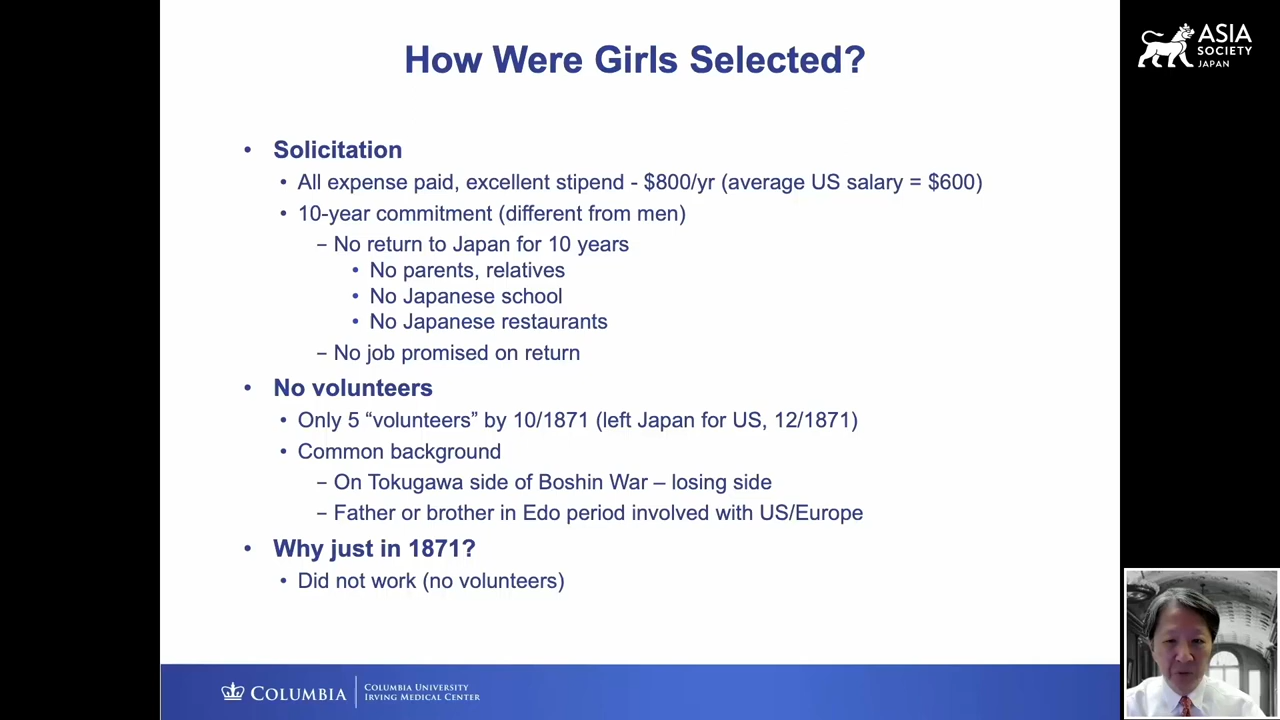 How Were Girls Selected?
• Solicitation
• All expense paid, excellent stipend - $800/yr (average US salary = $600)
• 10-year commitment (different from men)
– No return to Japan for 10 years
• No parents, relatives
• No Japanese school
• No Japanese restaurants
– No job promised on return
• No volunteers
• Only 5 “volunteers” by 10/1871 (left Japan for US, 12/1871)
• Common background
– On Tokugawa side of Boshin War – losing side
– Father or brother in Edo period involved with US/Europe
• Why just in 1871?
• Did not work (no volunteers)
COLUMBIA
COLUMBIA UNIVERSITY
IRVING MEDICAL CENTER
ASIA
SOCIETY
JAPAN